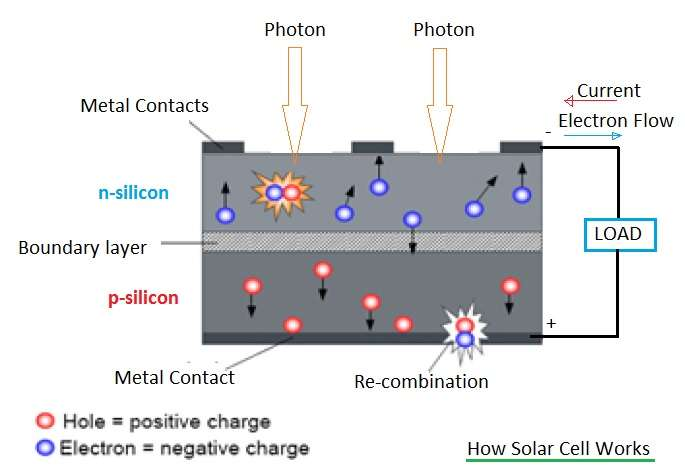 Photon
Photon
Current
Metal Contacts
-
Electron Flow
n-silicon
LOAD
Boundary layer
p-silicon
+
Metal Contact
Re-combination
Hole = positive charge
Electron = negative charge
How Solar Cell Works